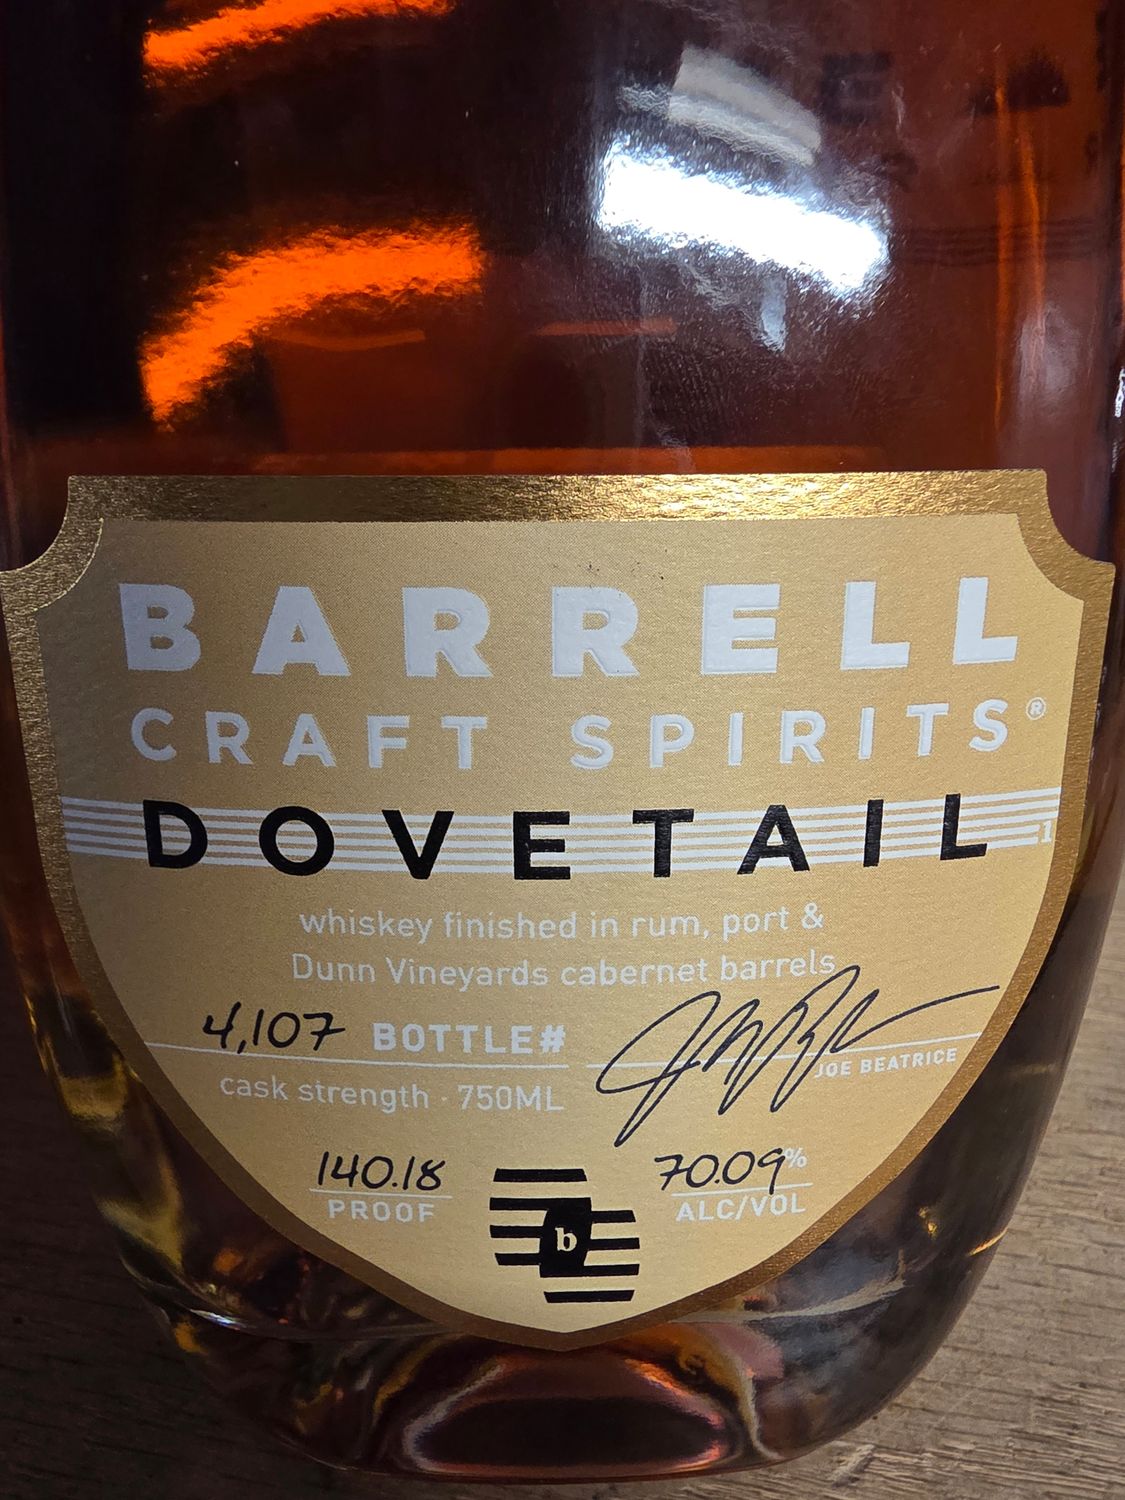 BARRELL
CRAFT SPIRITS®
DOVETAIL
whiskey finished in rum, port &
Dunn Vineyards cabernet barrels
4,107 BOTTLE#
JOE BEATRICE
cask strength · 750ML
140.18 70.09%
PROOF ALC/VOL
b